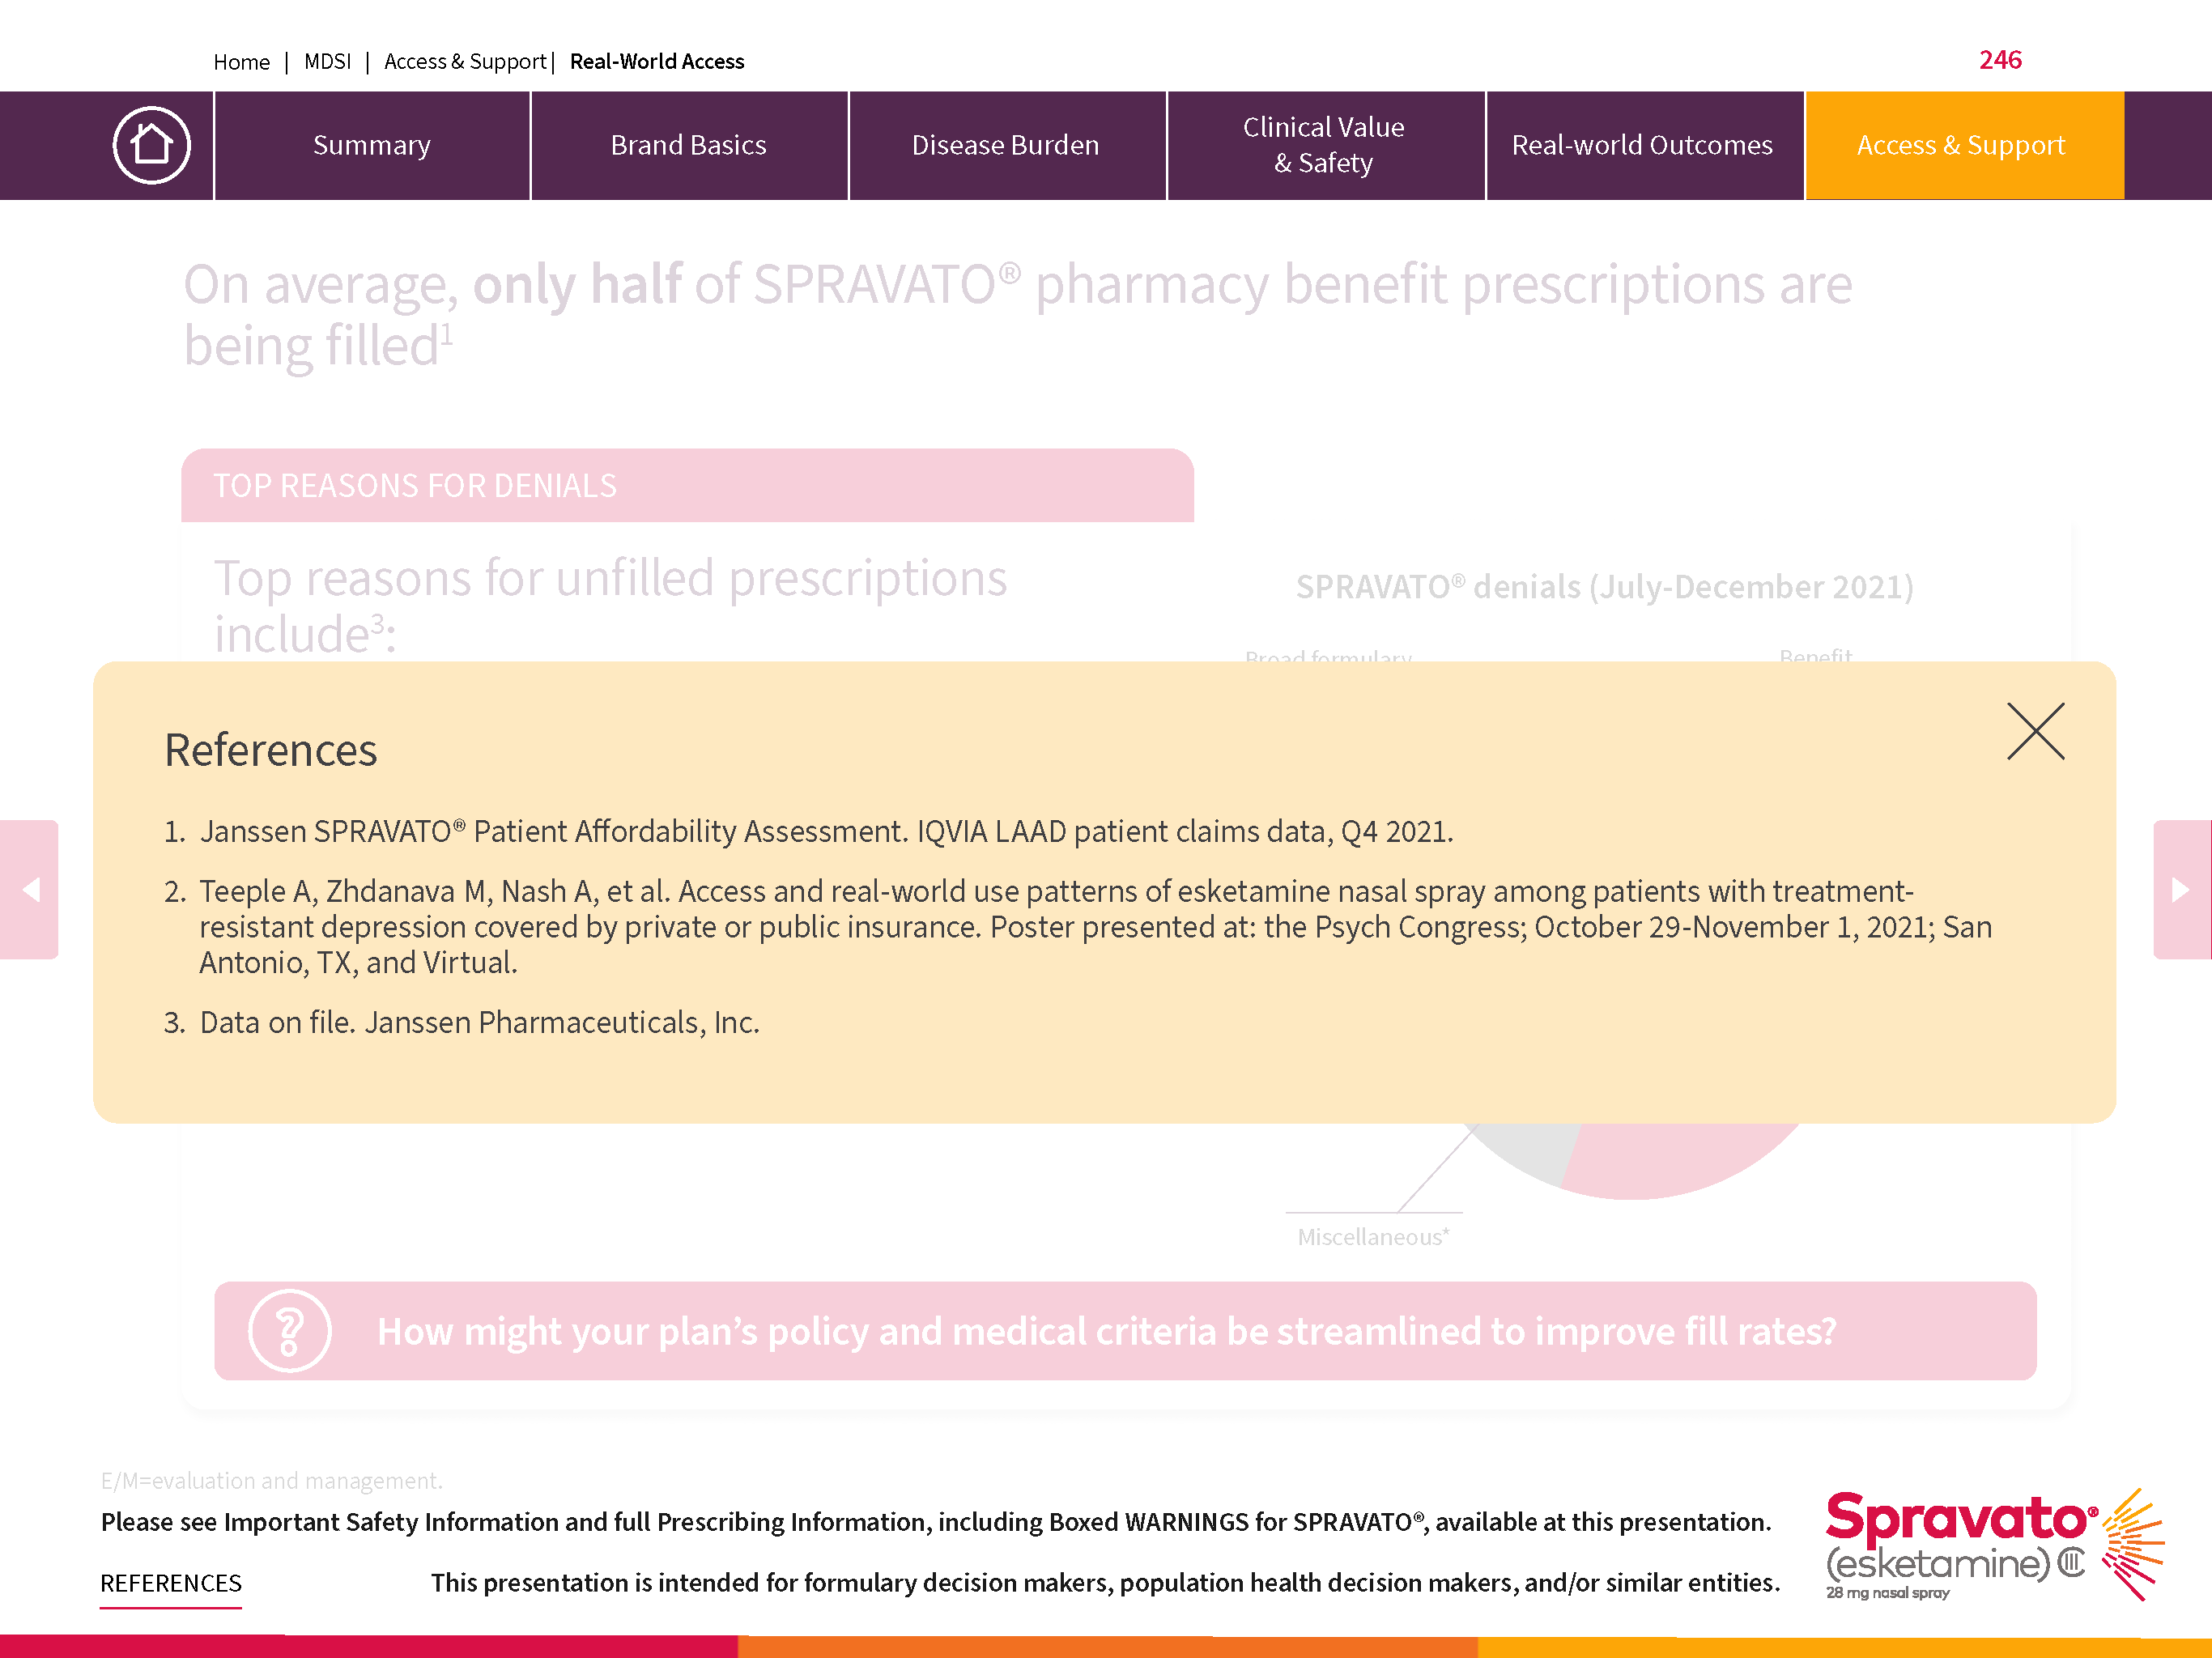 Home | MDSI | Access & Support | Real-World Access
246
Summary
Brand Basics
Disease Burden
Clinical Value
& Safety
Real-world Outcomes
Access & Support
On average, only half of SPRAVATO® pharmacy benefit prescriptions are
being filled¹
TOP REASONS FOR DENIALS
Top reasons for unfilled prescriptions
include³:
SPRAVATO® denials (July-December 2021)
Broad formulary
Benefit
References
1. Janssen SPRAVATO® Patient Affordability Assessment. IQVIA LAAD patient claims data, Q4 2021.
2. Teeple A, Zhdanava M, Nash A, et al. Access and real-world use patterns of esketamine nasal spray among patients with treatment-
resistant depression covered by private or public insurance. Poster presented at: the Psych Congress; October 29-November 1, 2021; San
Antonio, TX, and Virtual.
3. Data on file. Janssen Pharmaceuticals, Inc.
Miscellaneous*
How might your plan’s policy and medical criteria be streamlined to improve fill rates?
E/M=evaluation and management.
Please see Important Safety Information and full Prescribing Information, including Boxed WARNINGS for SPRAVATO®, available at this presentation.
REFERENCES
This presentation is intended for formulary decision makers, population health decision makers, and/or similar entities.
Spravato®
(esketamine) CIII
28 mg nasal spray